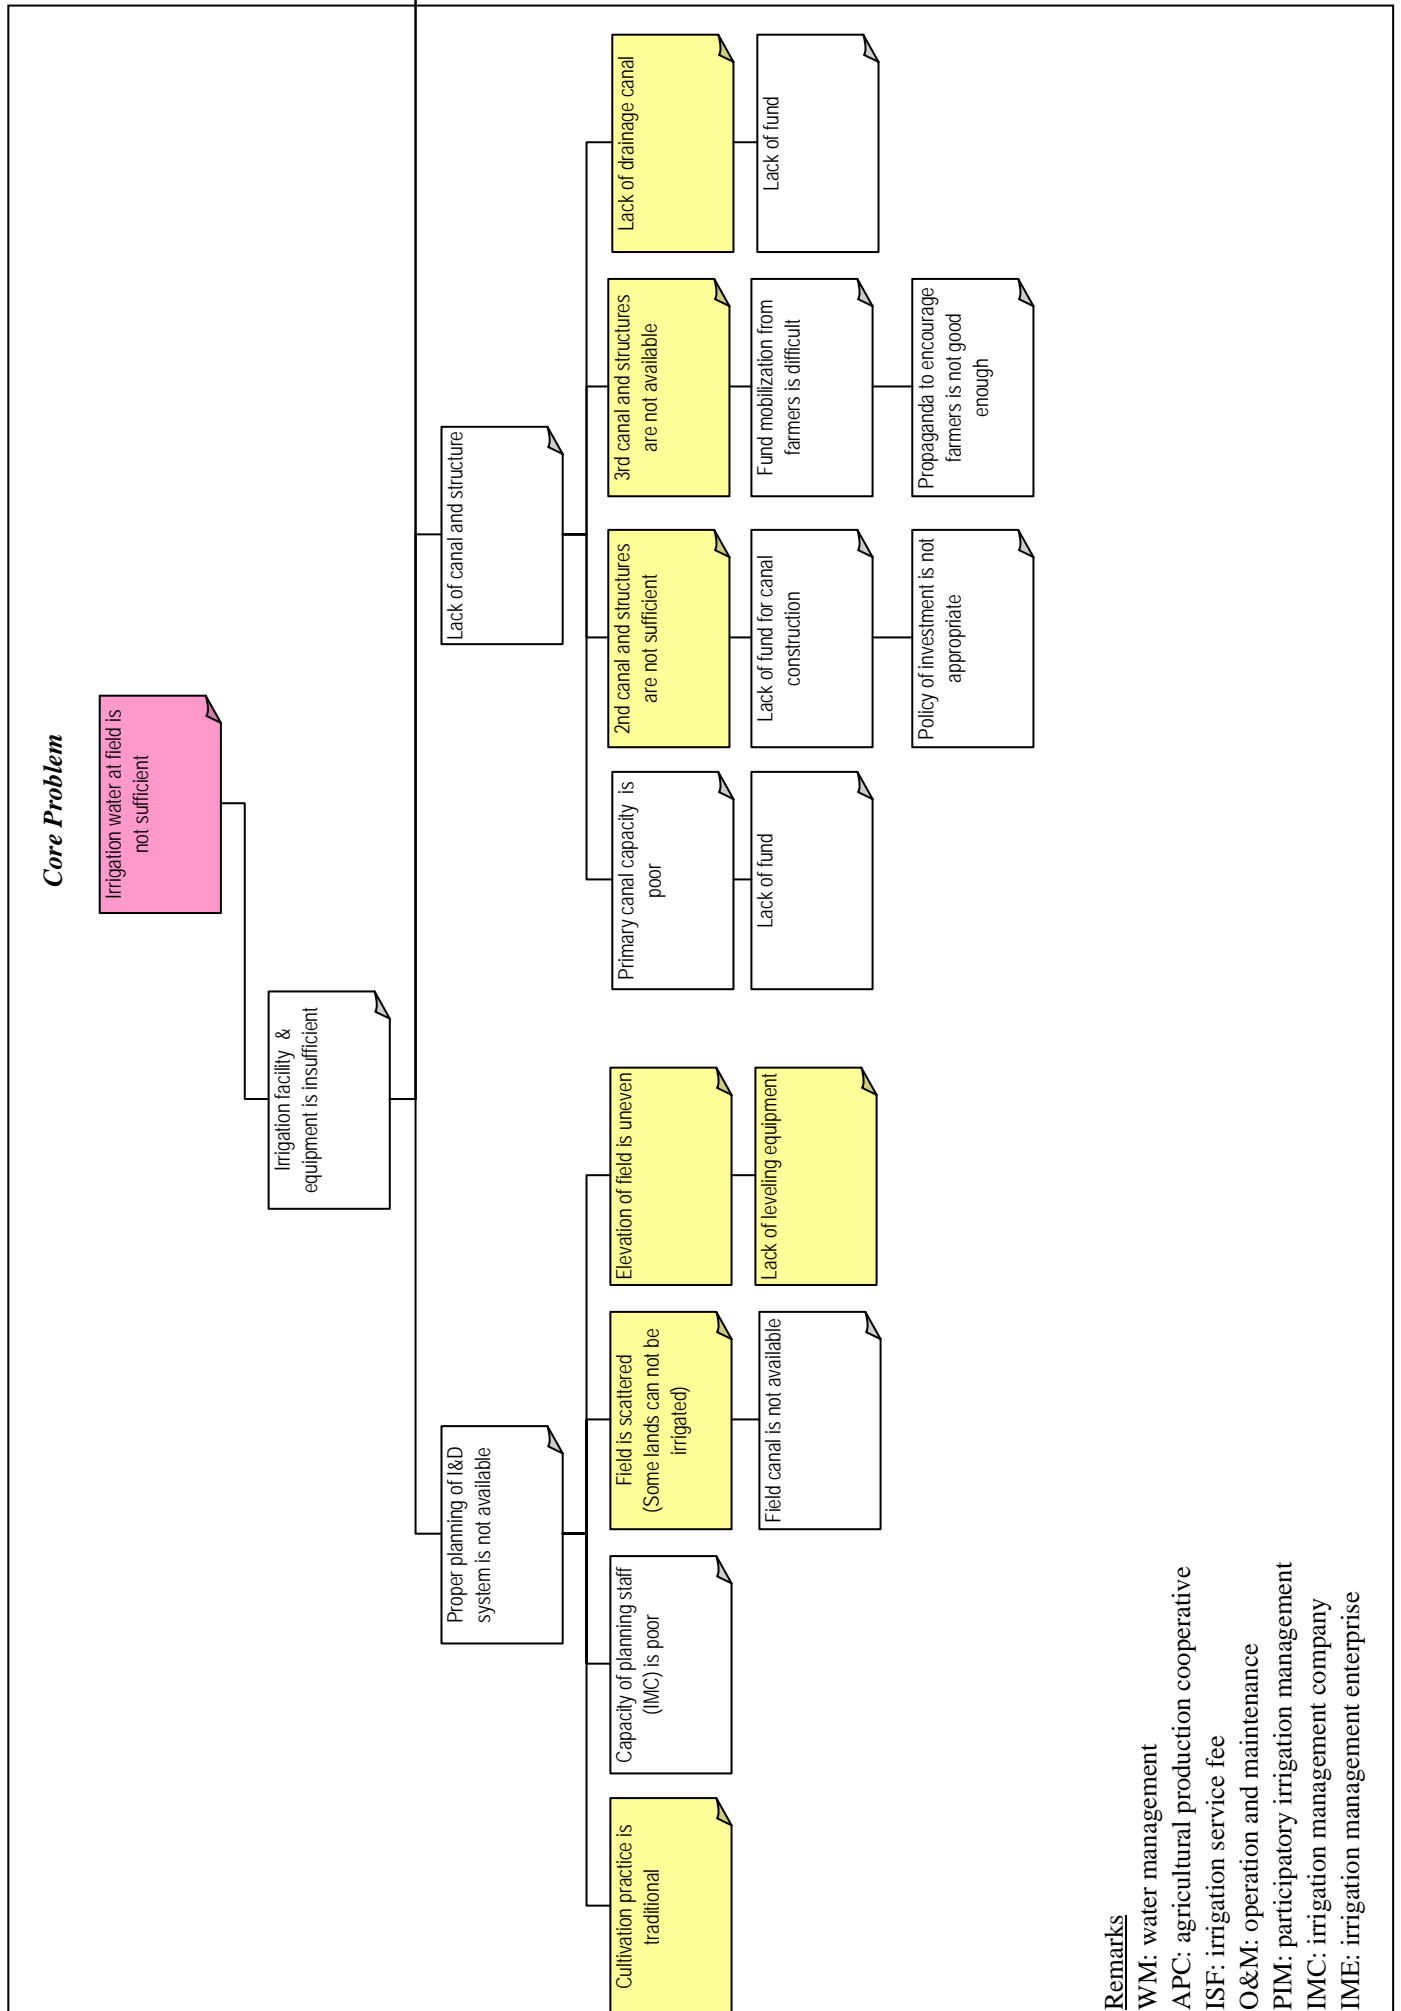 Core Problem
Irrigation water at field is
not sufficient
Irrigation facility &
equipment is insufficient
Proper planning of I&D
system is not available
Lack of canal and structure
Cultivation practice is
traditional
Capacity of planning staff
(IMC) is poor
Field is scattered
(Some lands can not be
irrigated)
Elevation of field is uneven
Primary canal capacity is
poor
2nd canal and structures
are not sufficient
3rd canal and structures
are not available
Lack of drainage canal
Field canal is not available
Lack of leveling equipment
Lack of fund
Lack of fund for canal
construction
Fund mobilization from
farmers is difficult
Lack of fund
Policy of investment is not
appropriate
Propaganda to encourage
farmers is not good
enough
Remarks
WM: water management
APC: agricultural production cooperative
ISF: irrigation service fee
O&M: operation and maintenance
PIM: participatory irrigation management
IMC: irrigation management company
IME: irrigation management enterprise